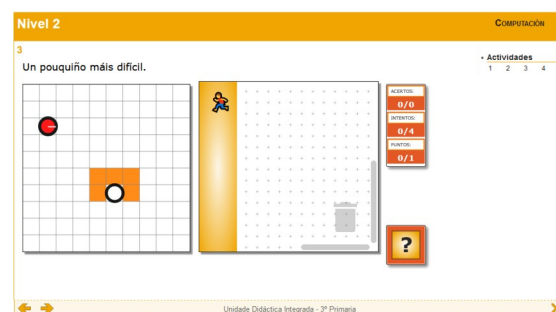 Nivel 2
COMPUTACIÓN
3
Un pouquiño máis difícil.
Actividades
1 2 3 4
ACERTOS:
0/0
INTENTOS:
0/4
PUNTOS:
0/1
?
Unidade Didáctica Integrada - 3º Primaria